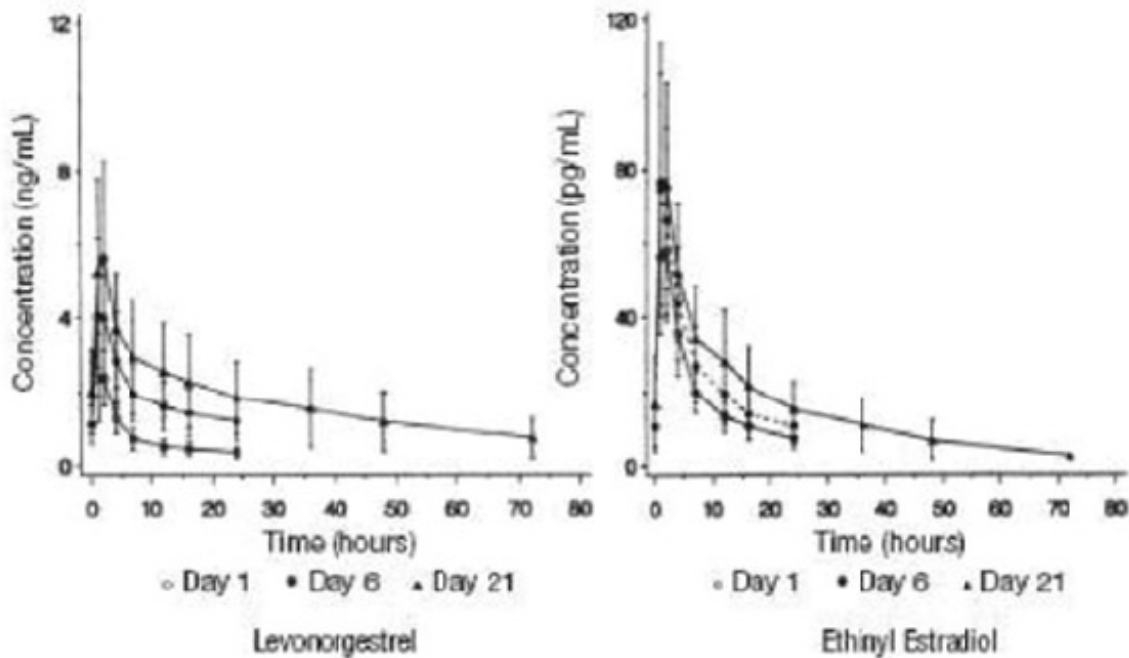 12
8
4
0
Concentration (ng/mL)
0 10 20 30 40 50 60 70 80
Time (hours)
○ Day 1 ● Day 6 ▲ Day 21
Levonorgestrel
120
80
40
0
Concentration (pg/mL)
0 10 20 30 40 50 60 70 80
Time (hours)
○ Day 1 ● Day 6 ▲ Day 21
Ethinyl Estradiol